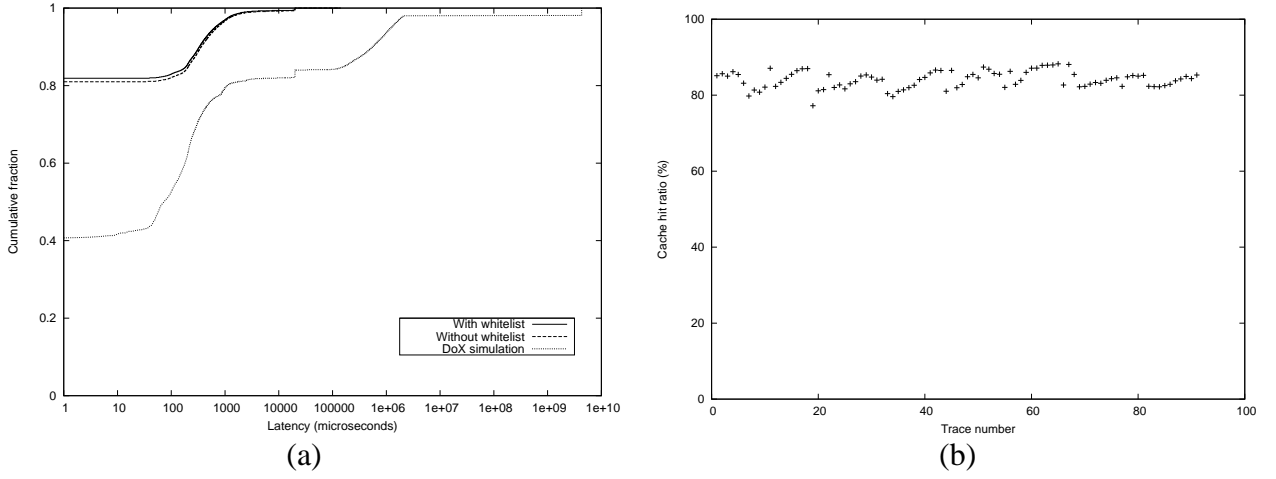 1
0.8
0.6
0.4
0.2
0
Cumulative fraction
With whitelist
Without whitelist
DoX simulation
1 10 100 1000 10000 100000 1e+06 1e+07 1e+08 1e+09 1e+10
Latency (microseconds)
(a)
100
80
60
40
20
0
Cache hit ratio (%)
0 20 40 60 80 100
Trace number
(b)